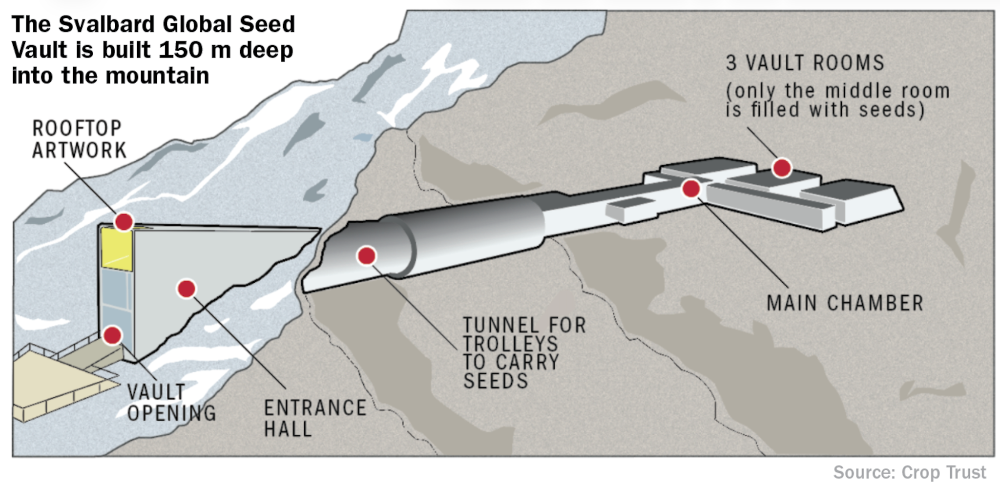 The Svalbard Global Seed
Vault is built 150 m deep
into the mountain
3 VAULT ROOMS
(only the middle room
is filled with seeds)
ROOFTOP
ARTWORK
MAIN CHAMBER
TUNNEL FOR
TROLLEYS
TO CARRY
SEEDS
VAULT
OPENING
ENTRANCE
HALL
Source: Crop Trust